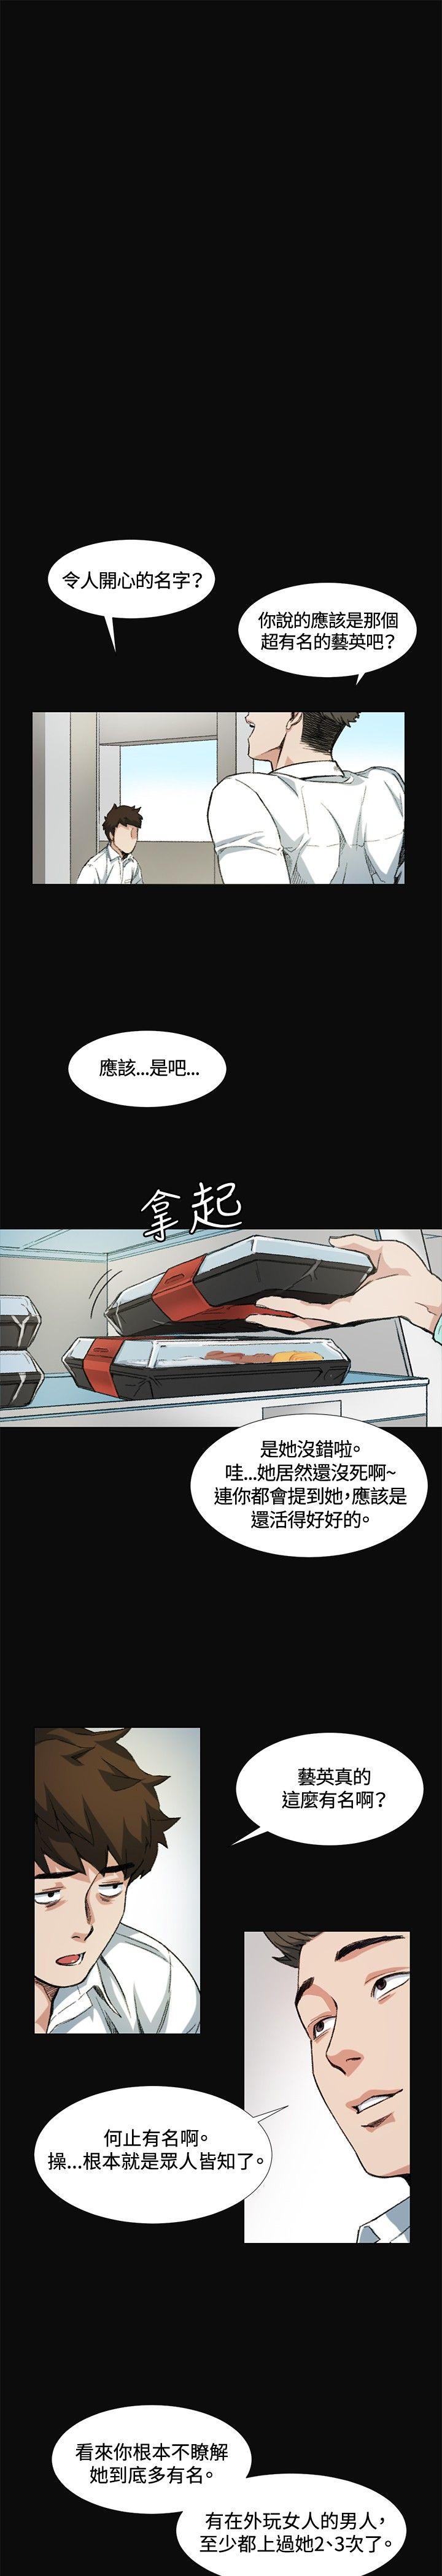 令人開心的名字？
你說的應該是那個
超有名的藝英吧？
應該...是吧...
拿起
是她沒錯啦。
哇...她居然還沒死啊~
連你都會提到她，應該是
還活得好好的。
藝英真的
這麼有名啊？
何止有名啊。
操...根本就是眾人皆知了。
看來你根本不瞭解
她到底多有名。
有在外玩女人的男人，
至少都上過她2、3次了。